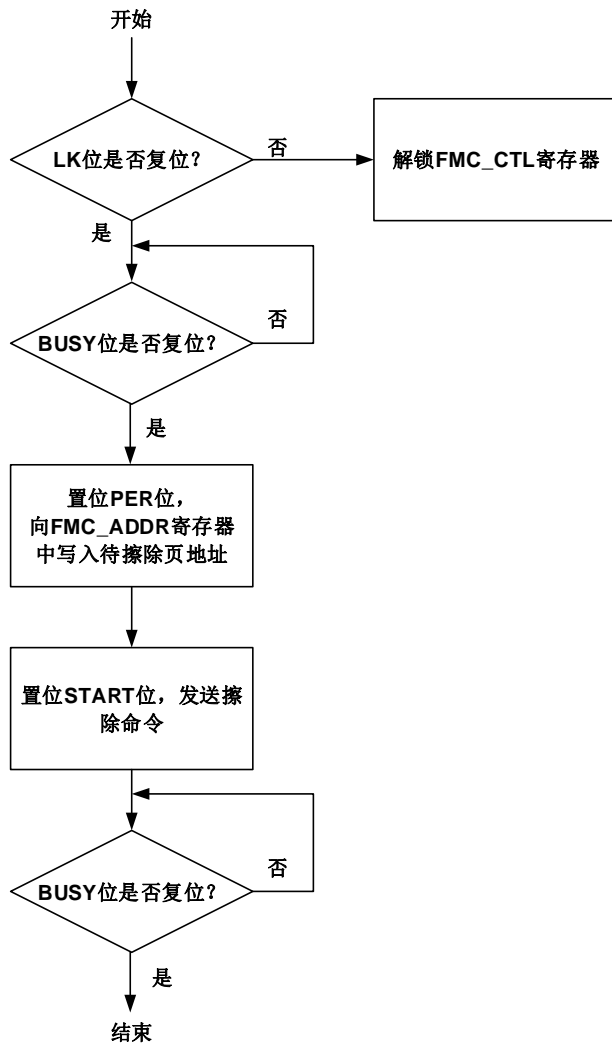 开始
LK位是否复位？
否
解锁FMC_CTL寄存器
是
BUSY位是否复位？
否
是
置位PER位，
向FMC_ADDR寄存器
中写入待擦除页地址
置位START位，发送擦
除命令
BUSY位是否复位？
否
是
结束